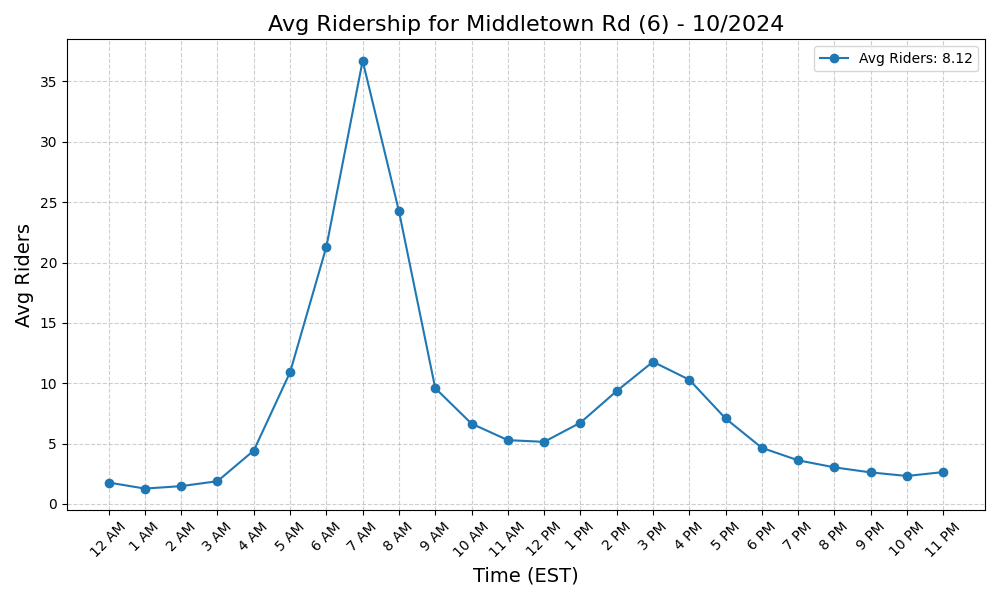 Avg Ridership for Middletown Rd (6) - 10/2024
Avg Riders: 8.12
Avg Riders
35
30
25
20
15
10
5
0
12 AM
1 AM
2 AM
3 AM
4 AM
5 AM
6 AM
7 AM
8 AM
9 AM
10 AM
11 AM
12 PM
1 PM
2 PM
3 PM
4 PM
5 PM
6 PM
7 PM
8 PM
9 PM
10 PM
11 PM
Time (EST)